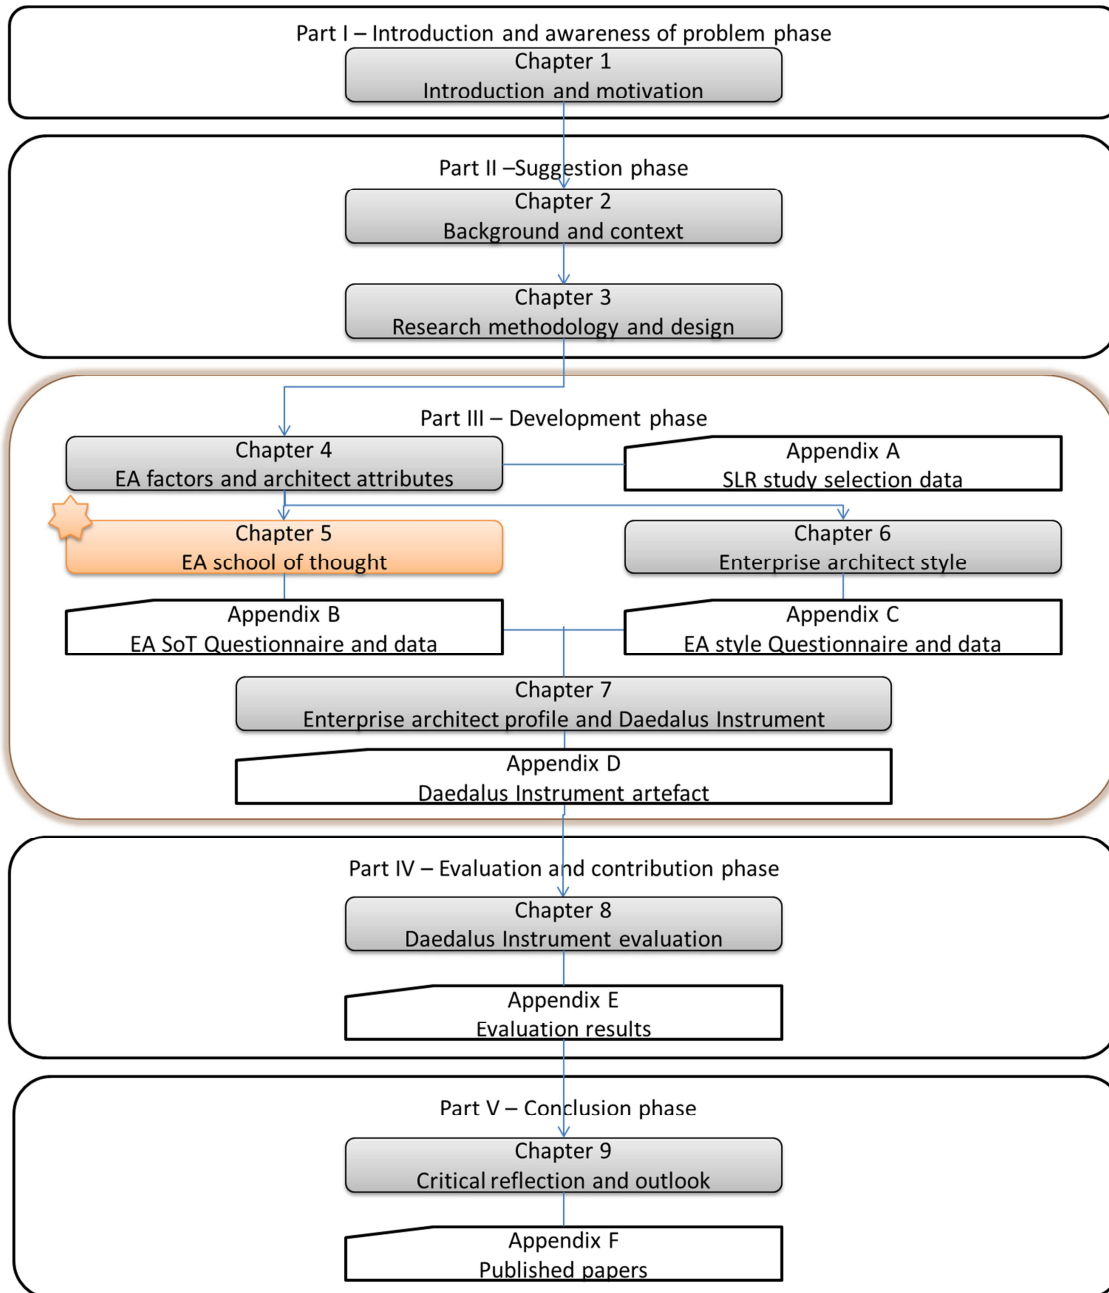 Part I – Introduction and awareness of problem phase
Chapter 1
Introduction and motivation
Part II –Suggestion phase
Chapter 2
Background and context
Chapter 3
Research methodology and design
Part III – Development phase
Chapter 4
EA factors and architect attributes
Appendix A
SLR study selection data
Chapter 5
EA school of thought
Chapter 6
Enterprise architect style
Appendix B
EA SoT Questionnaire and data
Appendix C
EA style Questionnaire and data
Chapter 7
Enterprise architect profile and Daedalus Instrument
Appendix D
Daedalus Instrument artefact
Part IV – Evaluation and contribution phase
Chapter 8
Daedalus Instrument evaluation
Appendix E
Evaluation results
Part V – Conclusion phase
Chapter 9
Critical reflection and outlook
Appendix F
Published papers